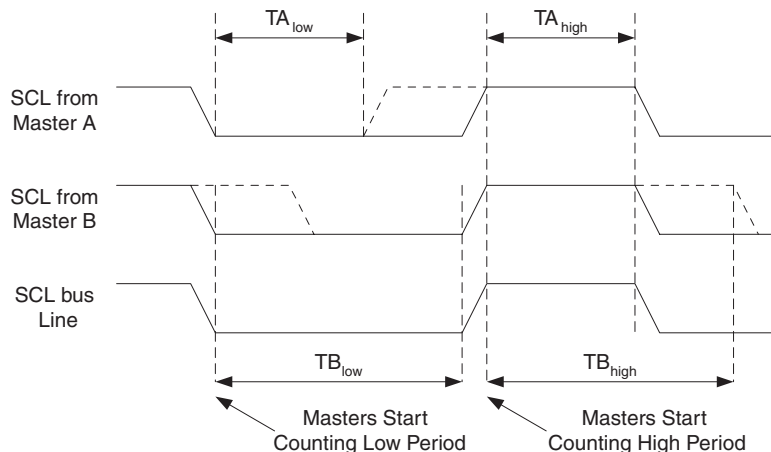 TA low
TA high
SCL from
Master A
SCL from
Master B
SCL bus
Line
TB low
TB high
Masters Start
Counting Low Period
Masters Start
Counting High Period